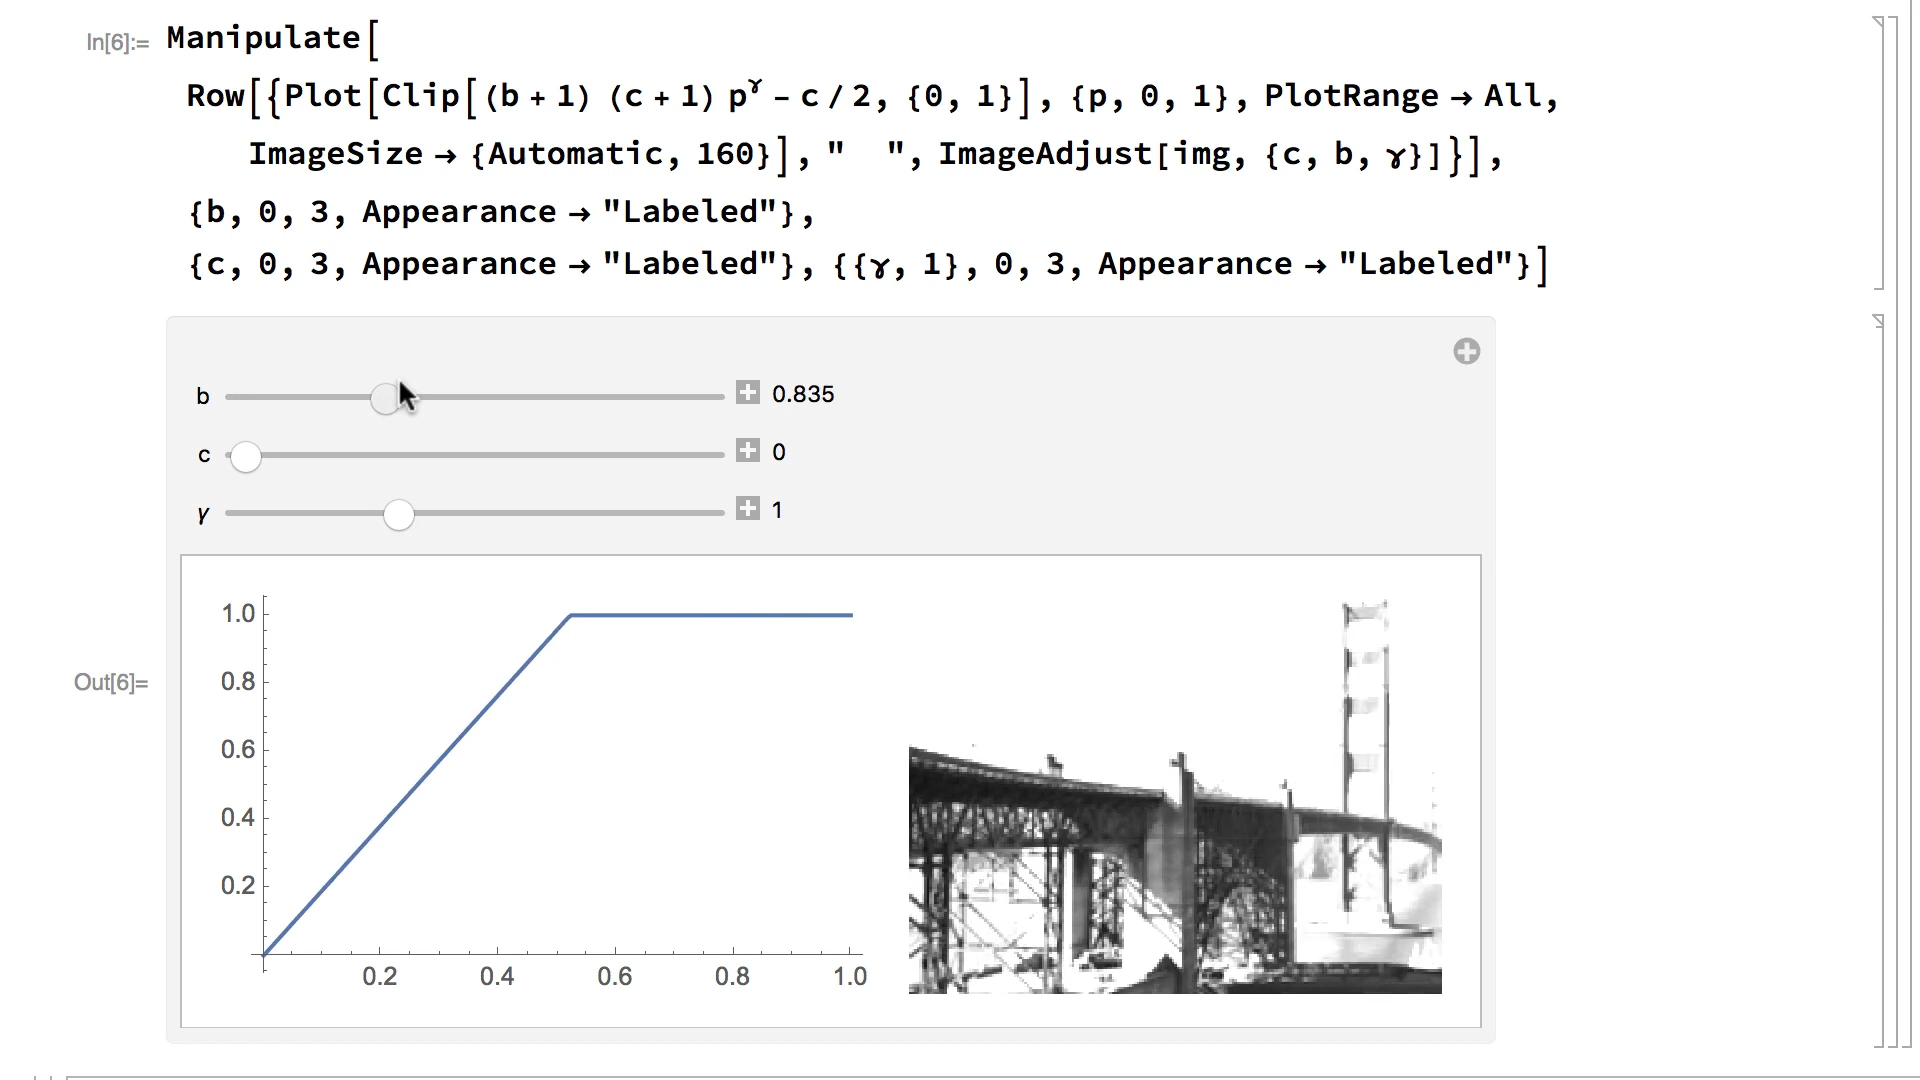 In[6]:= Manipulate[
Row[{Plot[Clip[(b + 1) (c + 1) p^γ - c / 2, {0, 1}], {p, 0, 1}, PlotRange → All,
ImageSize → {Automatic, 160}], "  ", ImageAdjust[img, {c, b, γ}]}],
{b, 0, 3, Appearance → "Labeled"},
{c, 0, 3, Appearance → "Labeled"}, {{γ, 1}, 0, 3, Appearance → "Labeled"}]
b 0.835
c 0
γ 1
Out[6]=
1.0
0.8
0.6
0.4
0.2
0.2 0.4 0.6 0.8 1.0